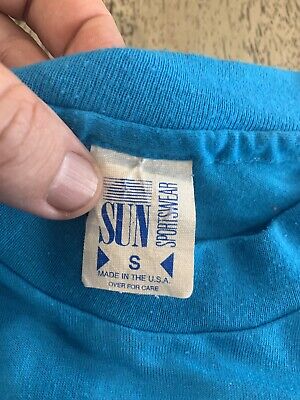 SUN
SPORTSWEAR
S
MADE IN THE U.S.A.
OVER FOR CARE